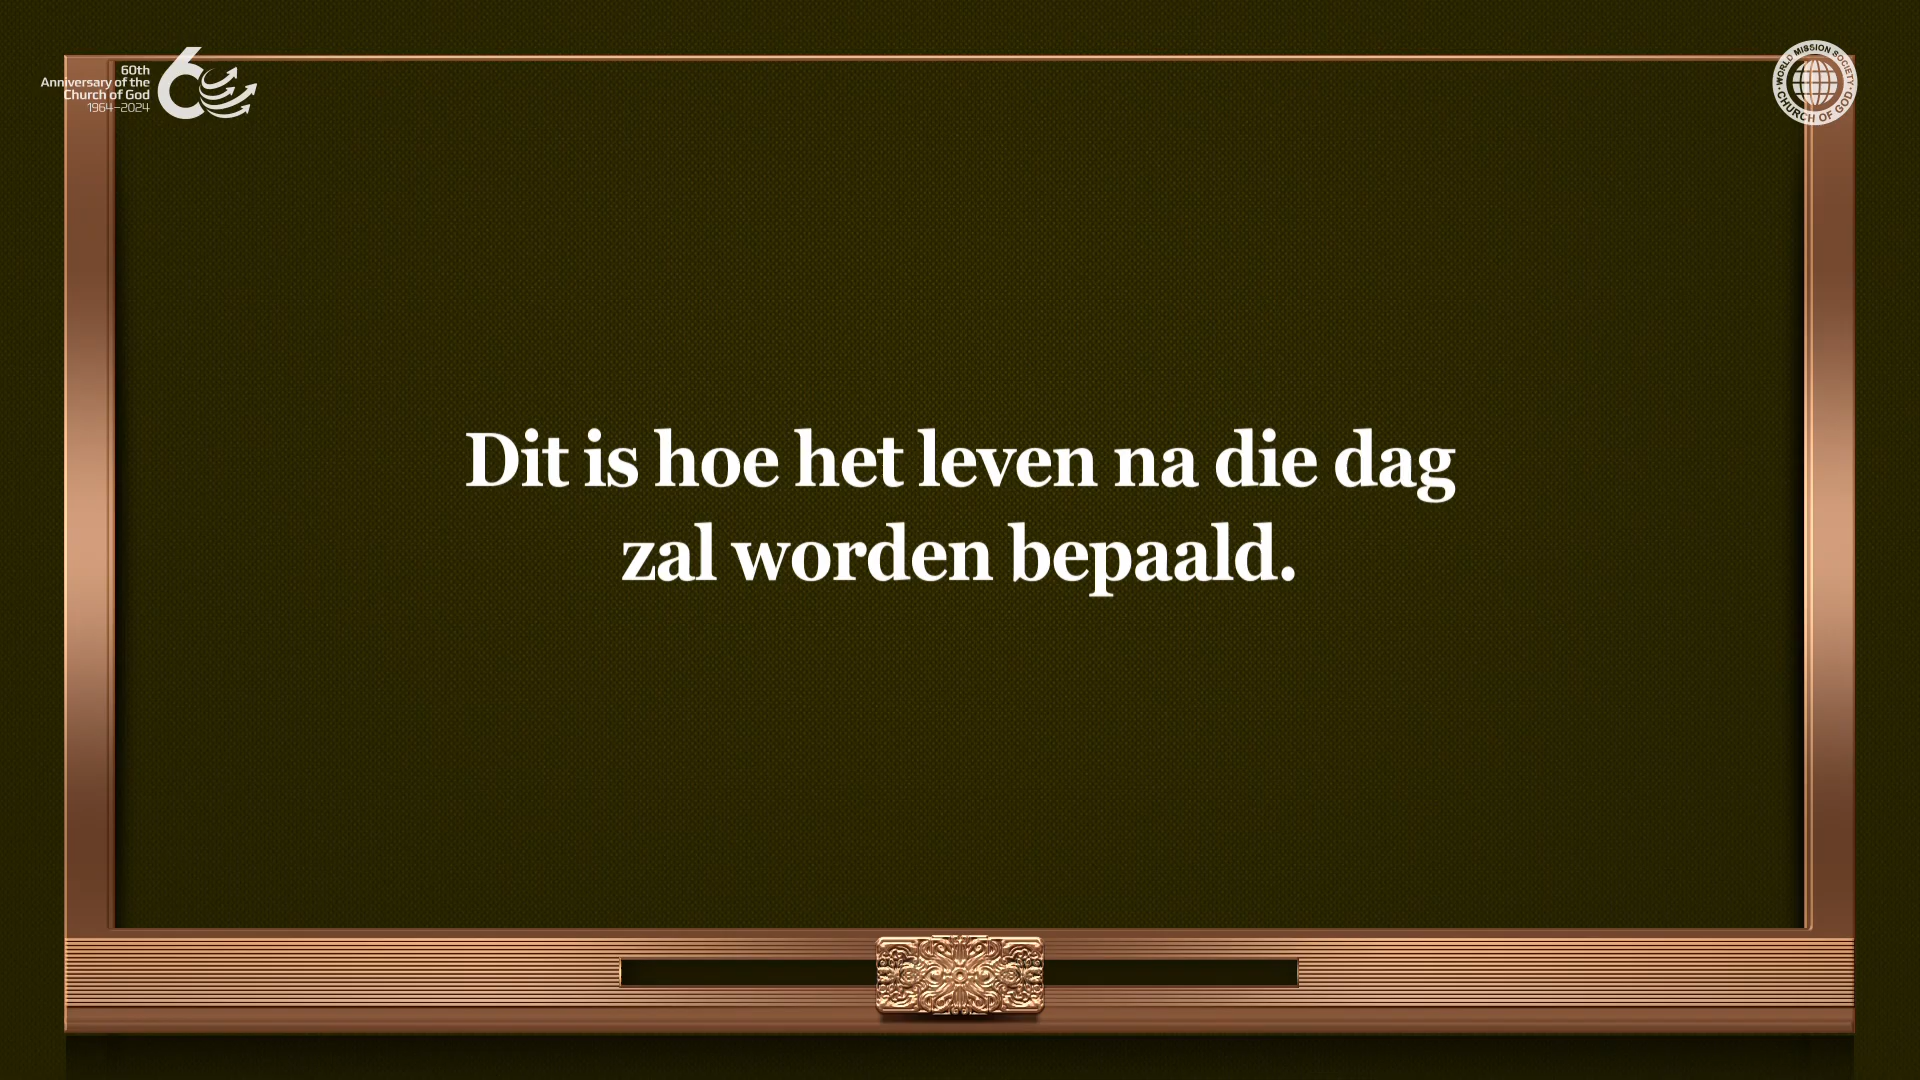 60th
Anniversary of the
Church of God
1964–2024
WORLD MISSION SOCIETY
CHURCH OF GOD
Dit is hoe het leven na die dag
zal worden bepaald.